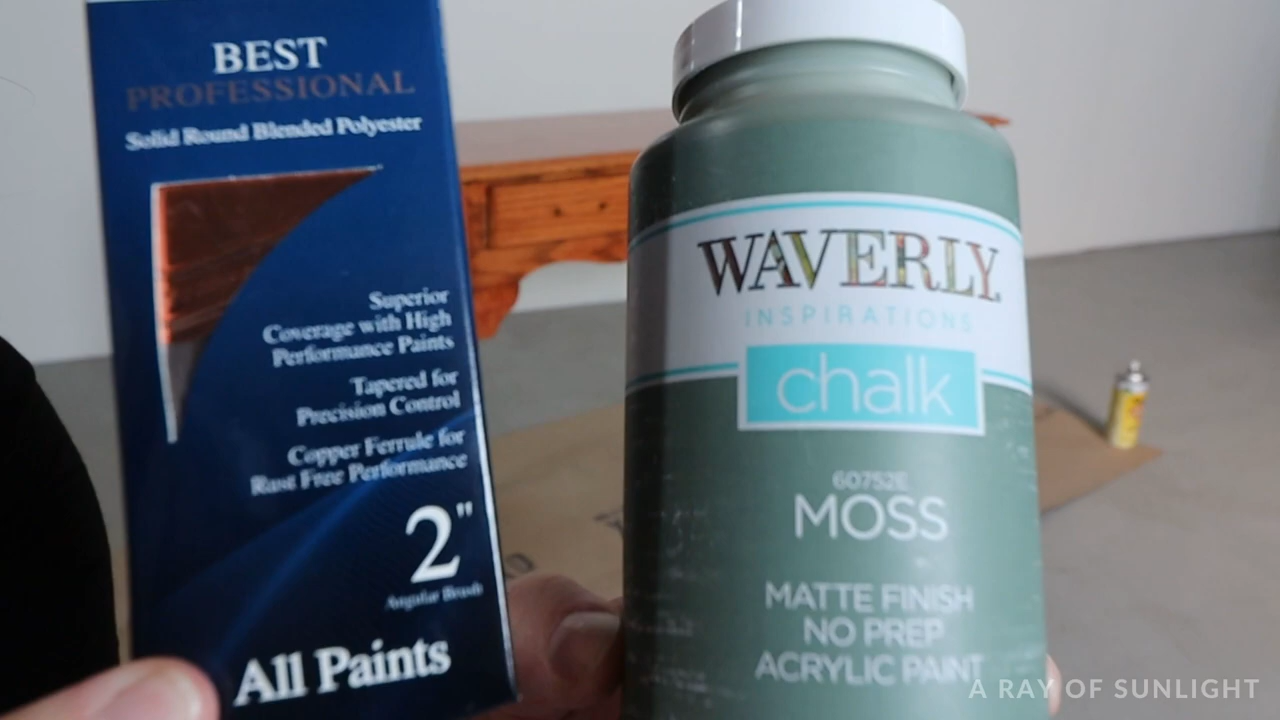 BEST
PROFESSIONAL
Solid Round Blended Polyester
Superior
Coverage with High
Performance Paints
Tapered for
Precision Control
Copper Ferrule for
Rust Free Performance
2"
Angular Brush
All Paints
WAVERLY
INSPIRATIONS
chalk
60752E
MOSS
MATTE FINISH
NO PREP
ACRYLIC PAINT
A RAY OF SUNLIGHT